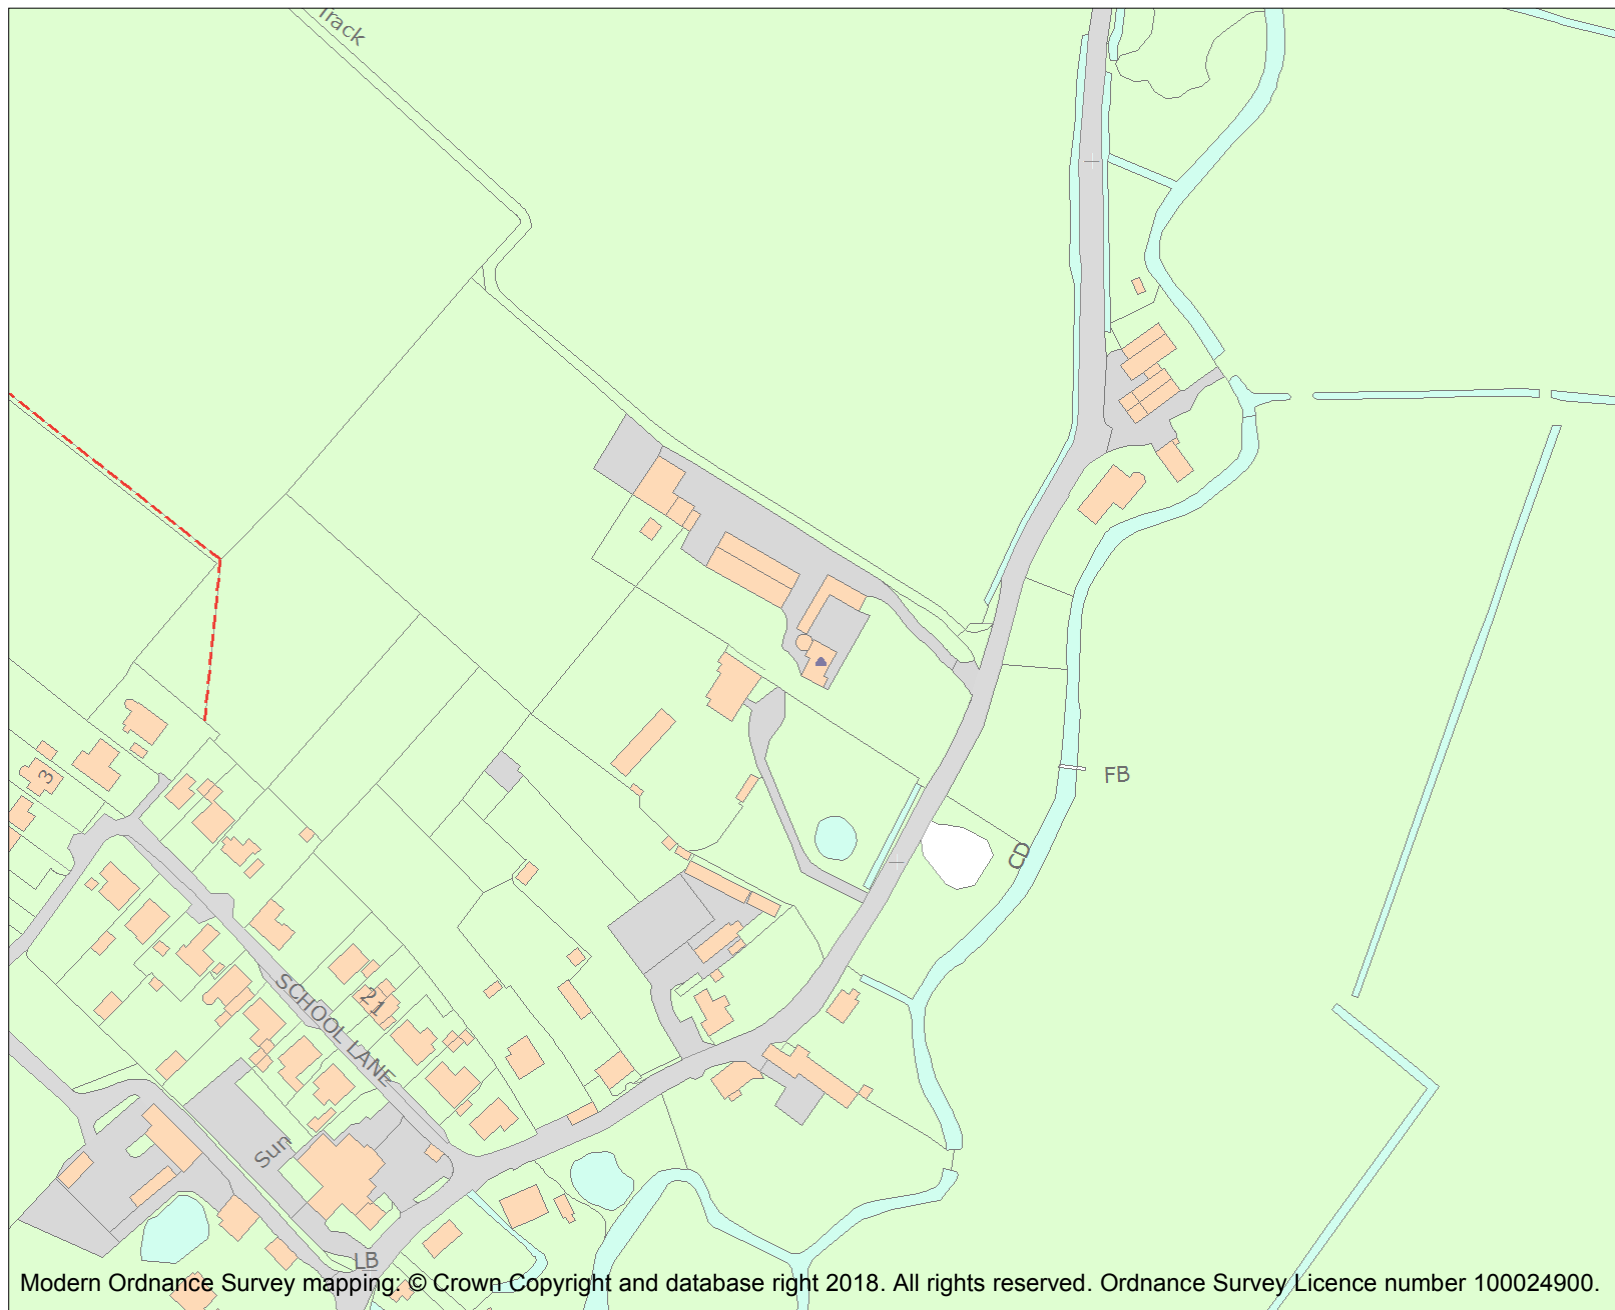 Track
3
FB
CD
SCHOOL LANE
21
Sun
LB
Modern Ordnance Survey mapping: © Crown Copyright and database right 2018. All rights reserved. Ordnance Survey Licence number 100024900.